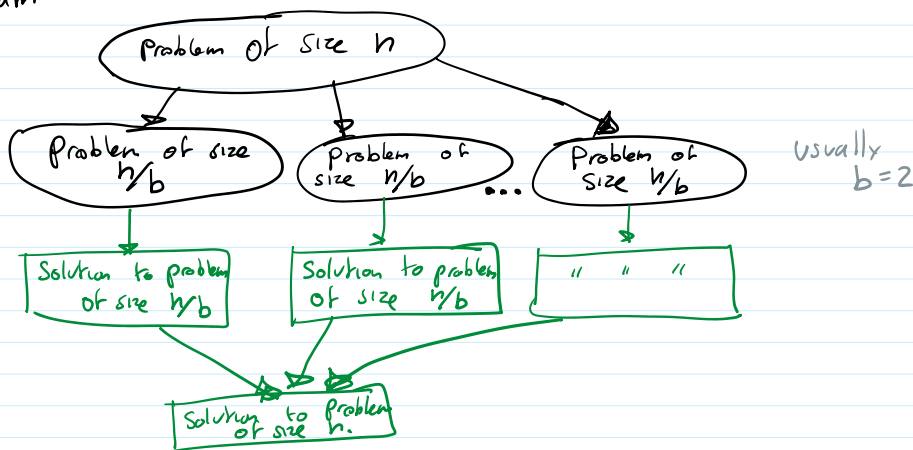 Problem of size n
Problem of size
n/b
Problem of
size n/b
...
Problem of
size n/b
usually
b = 2
Solution to problem
of size n/b
Solution to problem
of size n/b
" " "
Solution to problem
of size n.